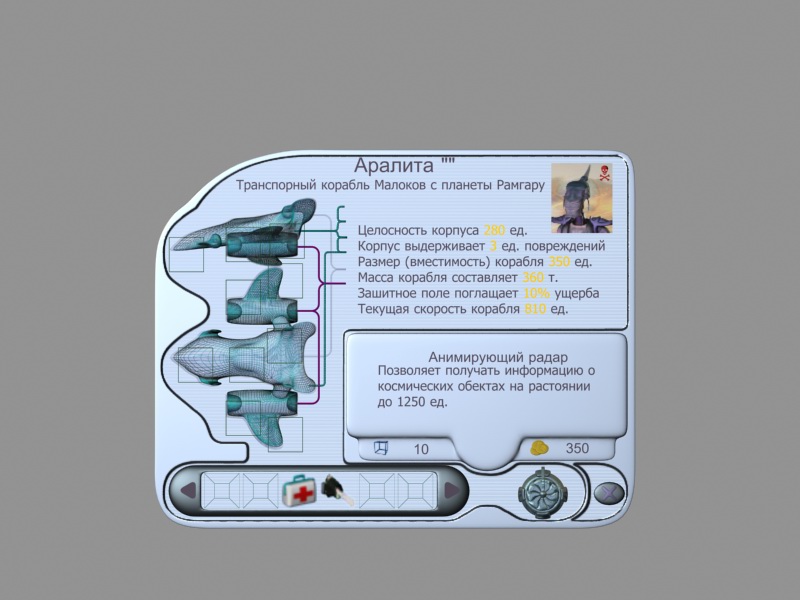 Аралита ""
Транспорный корабль Малоков с планеты Рамгару
Целосность корпуса 280 ед.
Корпус выдерживает 3 ед. повреждений
Размер (вместимость) корабля 350 ед.
Масса корабля составляет 360 т.
Зашитное поле поглащает 10% ущерба
Текущая скорость корабля 810 ед.
Анимирующий радар
Позволяет получать информацию о
космических обектах на растоянии
до 1250 ед.
10
350